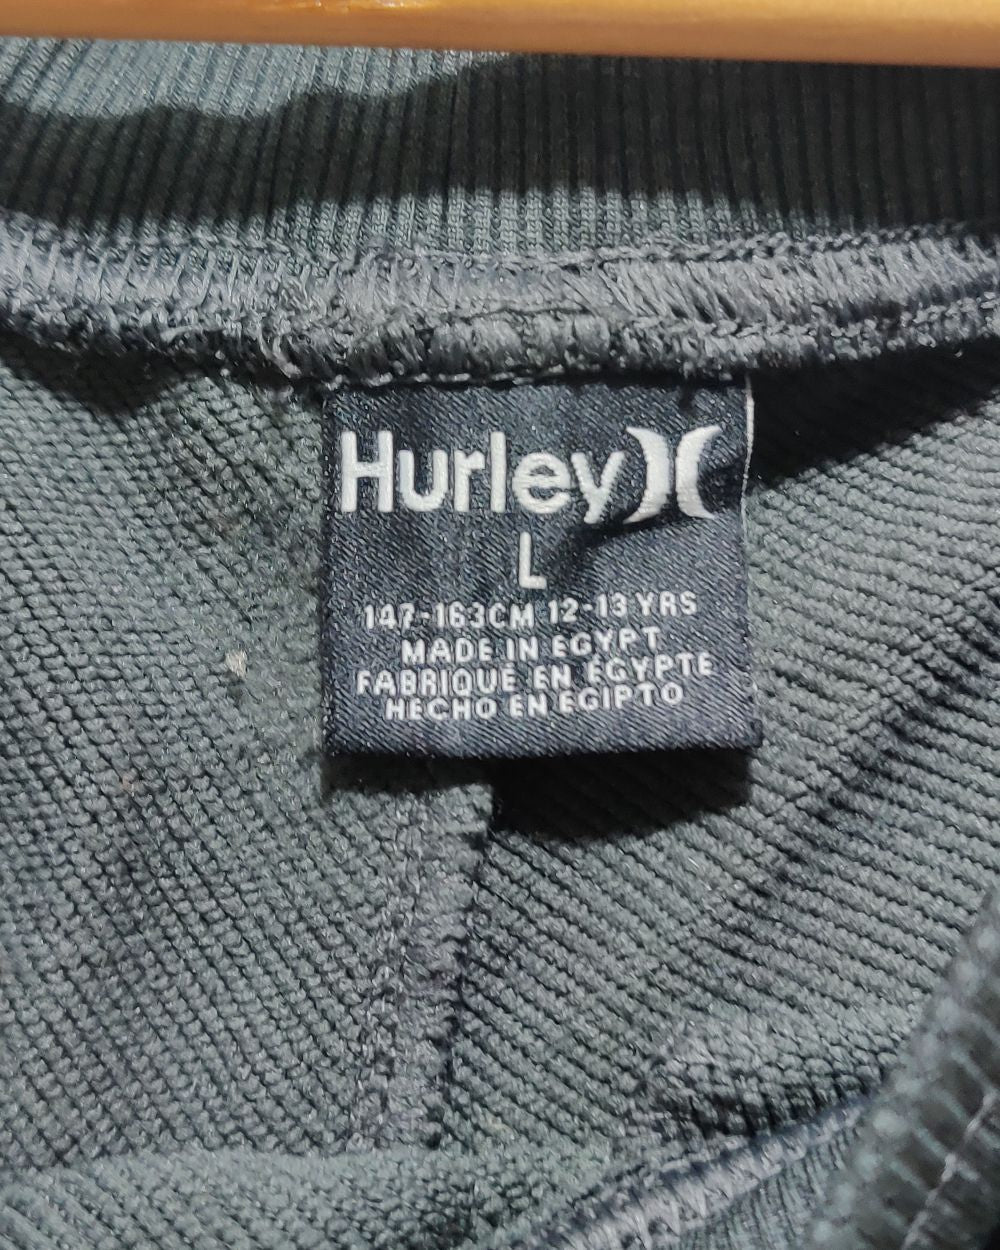 Hurley
L
147-163CM 12-13 YRS
MADE IN EGYPT
FABRIQUÉ EN ÉGYPTE
HECHO EN EGIPTO